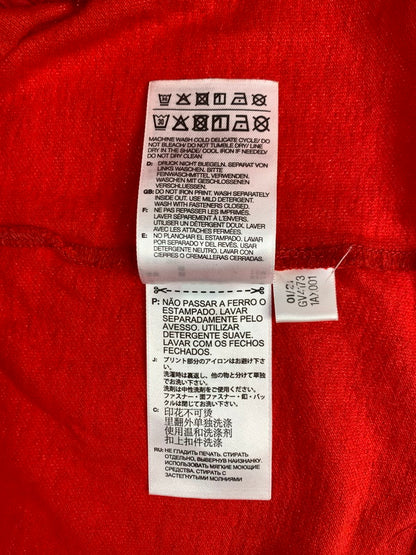 MACHINE WASH COLD DELICATE CYCLE/ DO
NOT BLEACH/ DO NOT TUMBLE DRY/ LINE
DRY IN THE SHADE/ COOL IRON IF NEEDED/
DO NOT DRY CLEAN
D: DRUCK NICHT BUEGELN. SEPARAT VON
LINKS WASCHEN. BITTE
FEINWASCHMITTEL VERWENDEN.
WASCHEN MIT GESCHLOSSENEN
VERSCHLUESSEN.
GB: DO NOT IRON PRINT. WASH SEPARATELY
INSIDE OUT. USE MILD DETERGENT.
WASH WITH FASTENERS CLOSED.
F: NE PAS REPASSER LES IMPRIMÉS.
LAVER SÉPAREMENT À L'ENVERS.
UTILISER UN DÉTERGENT DOUX. LAVER
AVEC LES ATTACHES FERMÉES.
E: NO PLANCHAR EL ESTAMPADO. LAVAR
POR SEPARADO Y DEL REVÉS. USAR
DETERGENTE NEUTRO. LAVAR CON
CIERPES O CREMALLERAS CERRADAS.
P: NÃO PASSAR A FERRO O
ESTAMPADO. LAVAR
SEPARADAMENTE PELO
AVESSO. UTILIZAR
DETERGENTE SUAVE.
LAVAR COM OS FECHOS
FECHADOS.
J: プリント部分のアイロンはお避け下さ
い.
洗濯時は裏返し、他の物と分けて単独
でお洗い下さい.
洗剤は中性洗剤をご使用ください.
ファスナー・面ファスナー・釦・バッ
クルは閉じてお洗い下さい.
C: 印花不可烫
里翻外单独洗涤
使用温和洗涤剂
扣上扣件洗涤
RU: НЕ ГЛАДИТЬ ПЕЧАТЬ. СТИРАТЬ
ОТДЕЛЬНО, ВЫВЕРНУВ НАИЗНАНКУ.
ИСПОЛЬЗОВАТЬ МЯГКИЕ МОЮЩИЕ
СРЕДСТВА. СТИРАТЬ С
ЗАСТЕГНУТЫМИ МОЛНИЯМИ